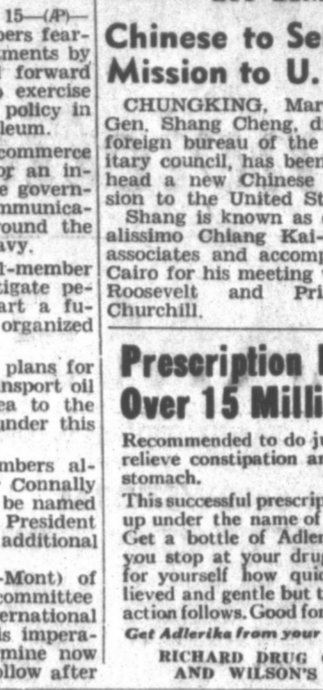 15—(AP)—
bers fear-
tments by
forward
exercise
policy in
leum.
commerce
or an in-
e govern-
mmunica-
round the
avy.
l-member
tigate pe-
art a fu-
organized
plans for
nsport oil
ea to the
under this
mbers al-
Connally
be named
President
additional
-Mont) of
committee
ernational
is impera-
mine now
ollow after
Chinese to Se
Mission to U.
CHUNGKING, Mar
Gen. Shang Cheng, d
foreign bureau of the
itary council, has been
head a new Chinese
sion to the United St
Shang is known as
alissimo Chiang Kai-
associates and accomp
Cairo for his meeting
Roosevelt and Pri
Churchill.
Prescription
Over 15 Milli
Recommended to do ju
relieve constipation an
stomach.
This successful prescrip
up under the name of
Get a bottle of Adler
you stop at your drug
for yourself how quic
lieved and gentle but t
action follows. Good for
Get Adlerika from your
RICHARD DRUG
AND WILSON'S